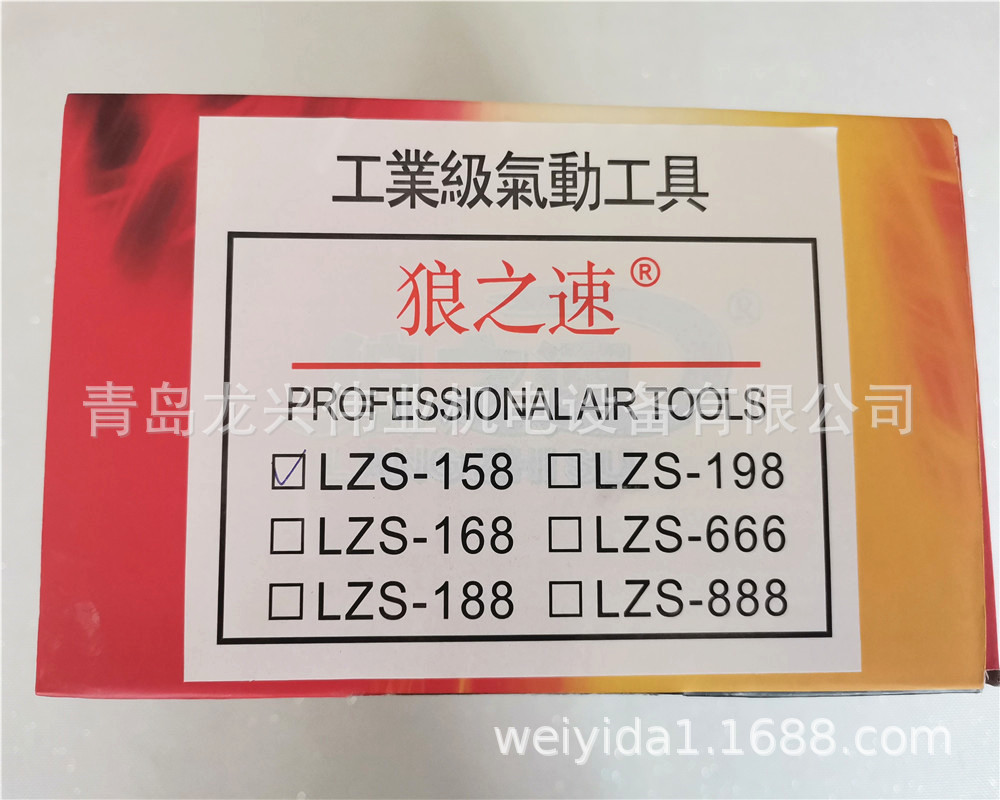 工業級氣動工具
狼之速®
PROFESSIONAL AIR TOOLS
青岛龙兴伟业机电设备有限公司
LZS-158 LZS-198
LZS-168 LZS-666
LZS-188 LZS-888
weiyida1.1688.com